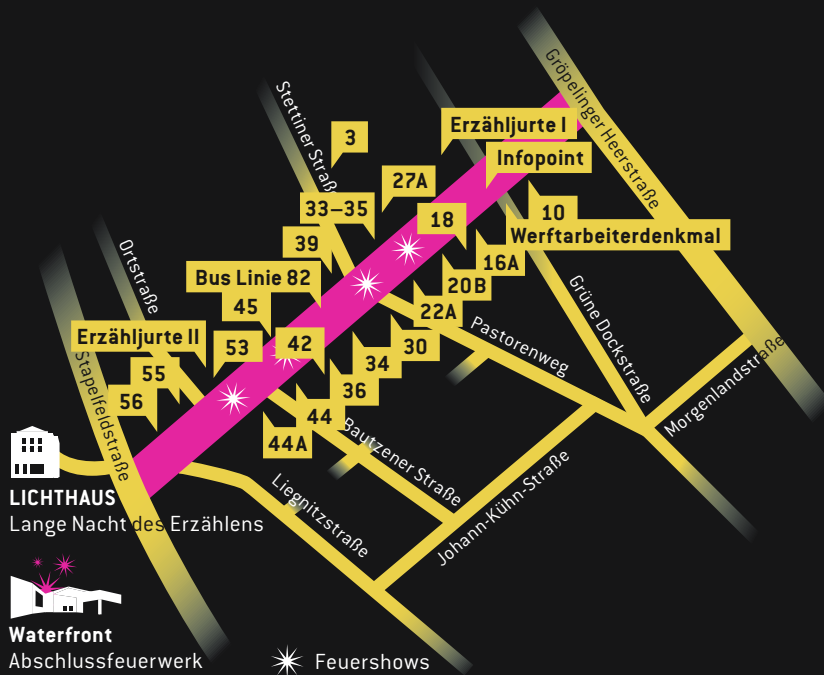 Gröpelinger Heerstraße
Stettiner Straße
Erzähljurte I
3
Infopoint
27A
33–35
18
10
39
Werftarbeiterdenkmal
16A
Ortstraße
Bus Linie 82
20B
45
22A
Grüne Dockstraße
Erzähljurte II
53
42
30
Pastorenweg
Stapelfeldstraße
55
34
Morgenlandstraße
56
36
44
44A
Bautzener Straße
Liegnitzstraße
Johann-Kühn-Straße
LICHTHAUS
Lange Nacht des Erzählens
Waterfront
Abschlussfeuerwerk
Feuershows